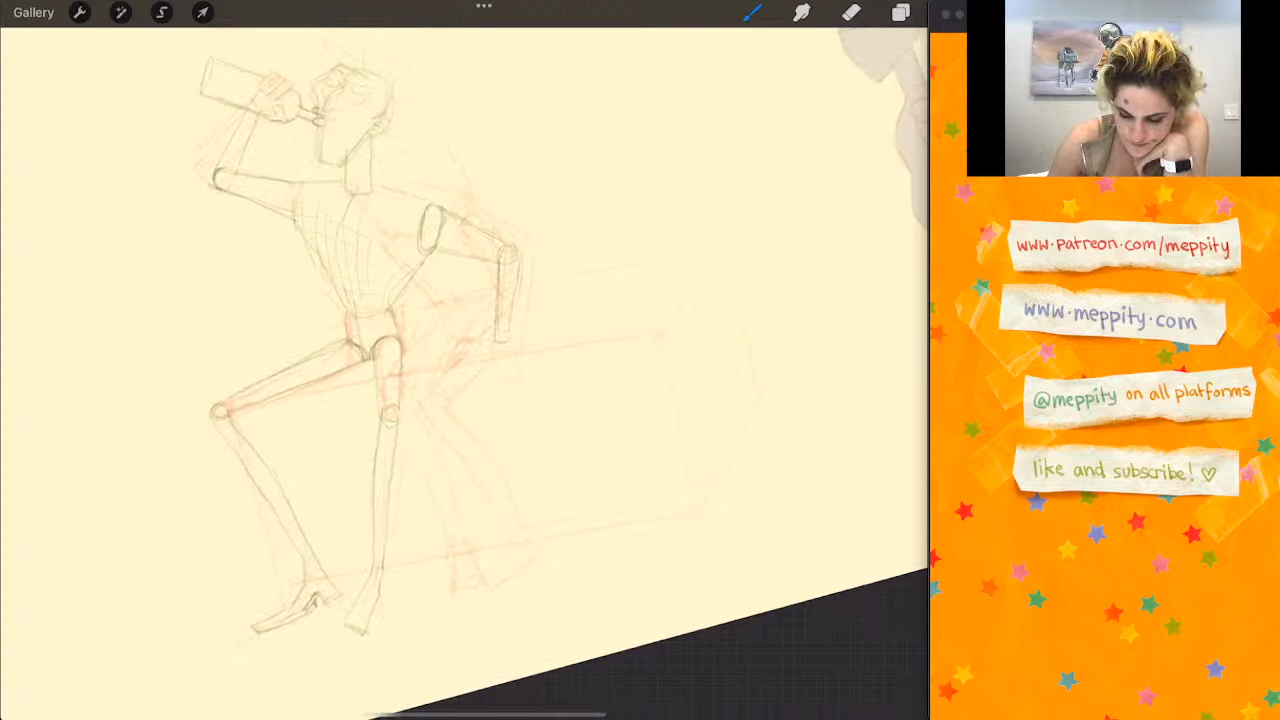 Gallery
www.patreon.com/meppity
www.meppity.com
@meppity on all platforms
like and subscribe! ♡